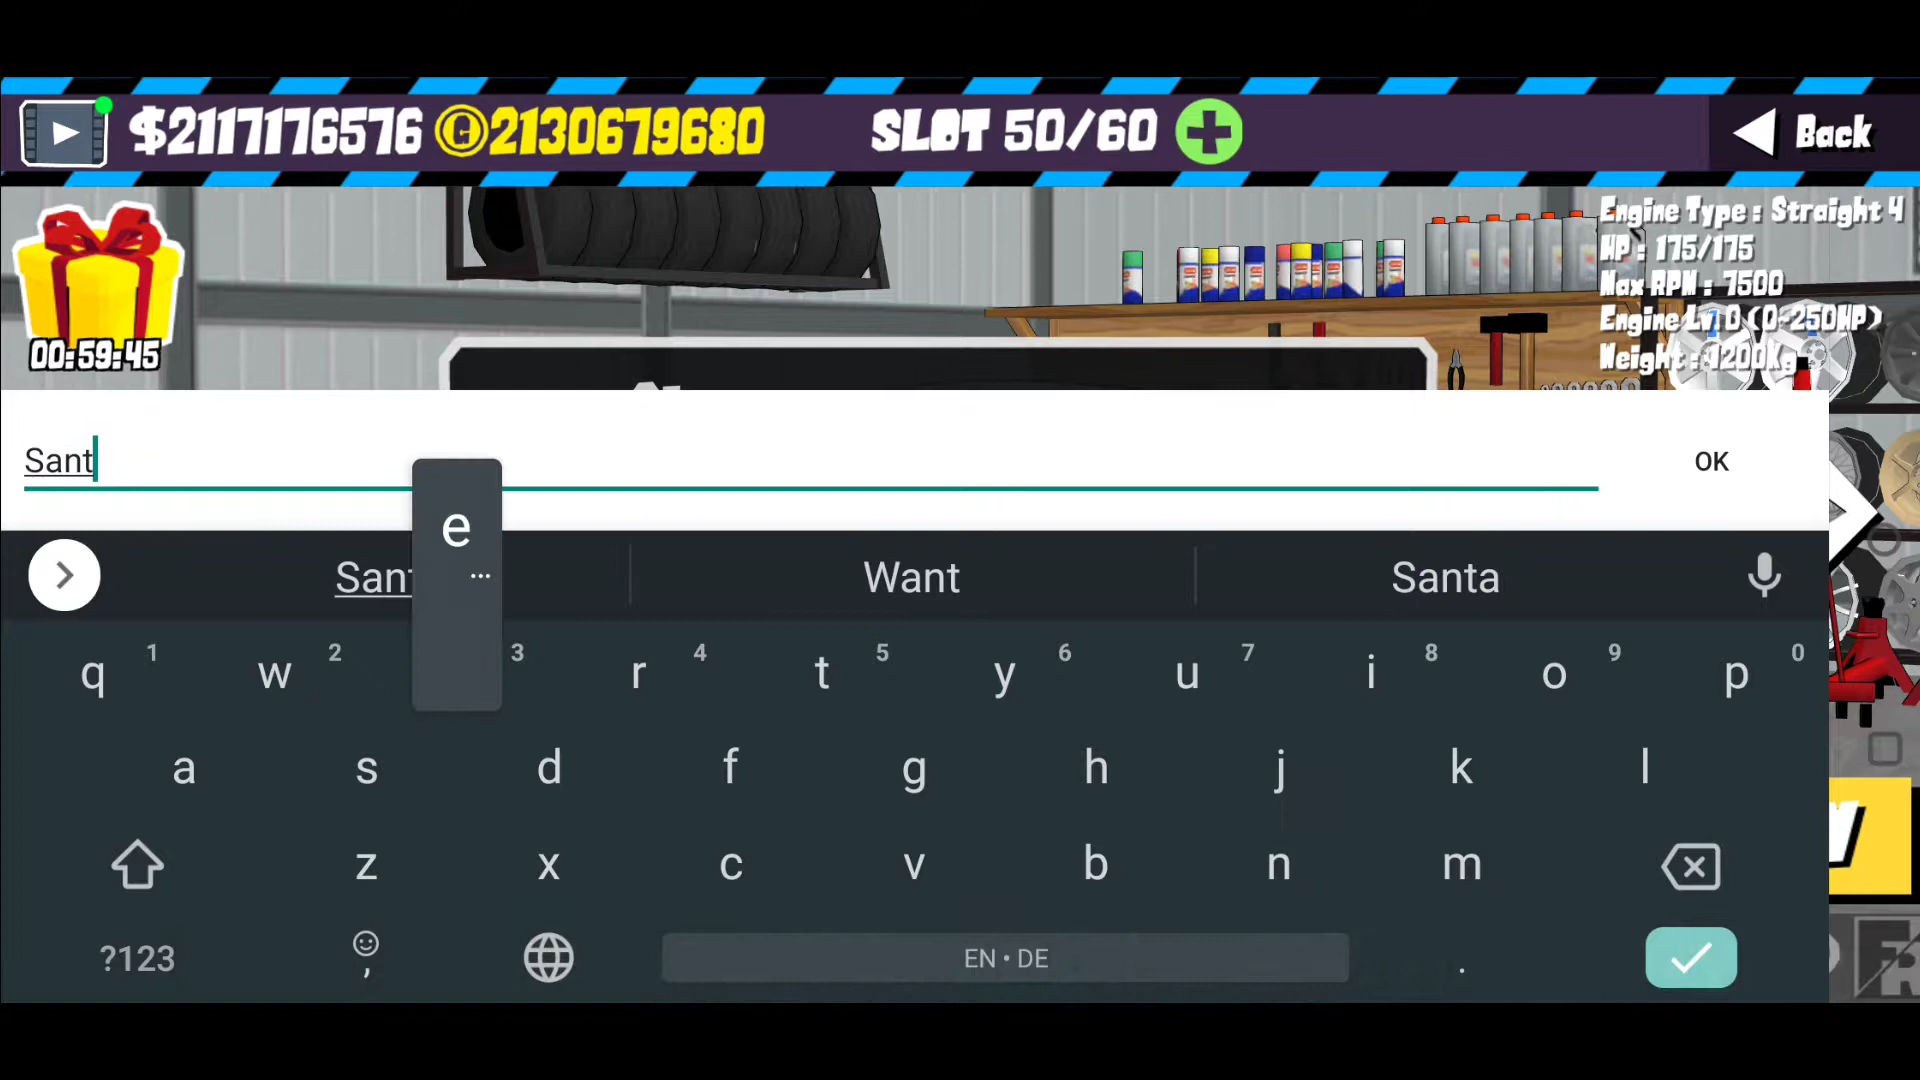 $2117176576 G 2130679680 SLOT 50/60 Back
00:59:45
Engine Type : Straight 4
HP : 175/175
Max RPM : 7500
Engine Lv 0 (0~250HP)
Weight : 1200Kg
Sant
OK
e
...
Sant Want Santa
q 1 w 2 3 r 4 t 5 y 6 u 7 i 8 o 9 p 0
a s d f g h j k l
z x c v b n m
?123 , EN • DE .
FR